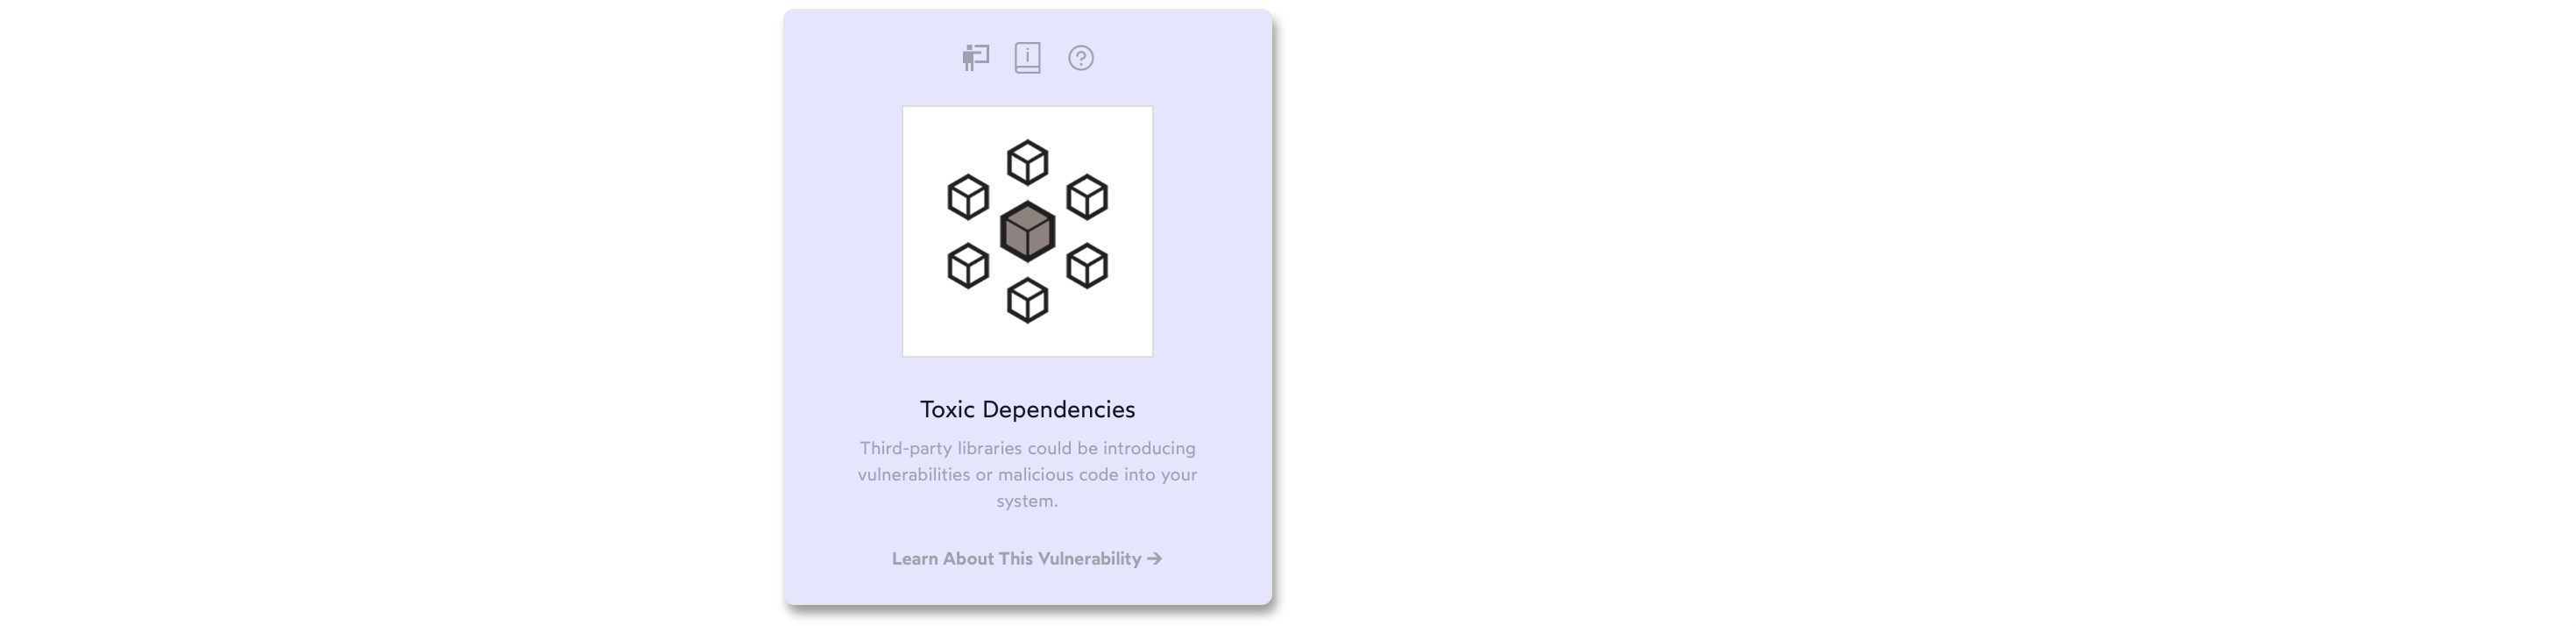 Toxic Dependencies
Third-party libraries could be introducing
vulnerabilities or malicious code into your
system.
Learn About This Vulnerability →